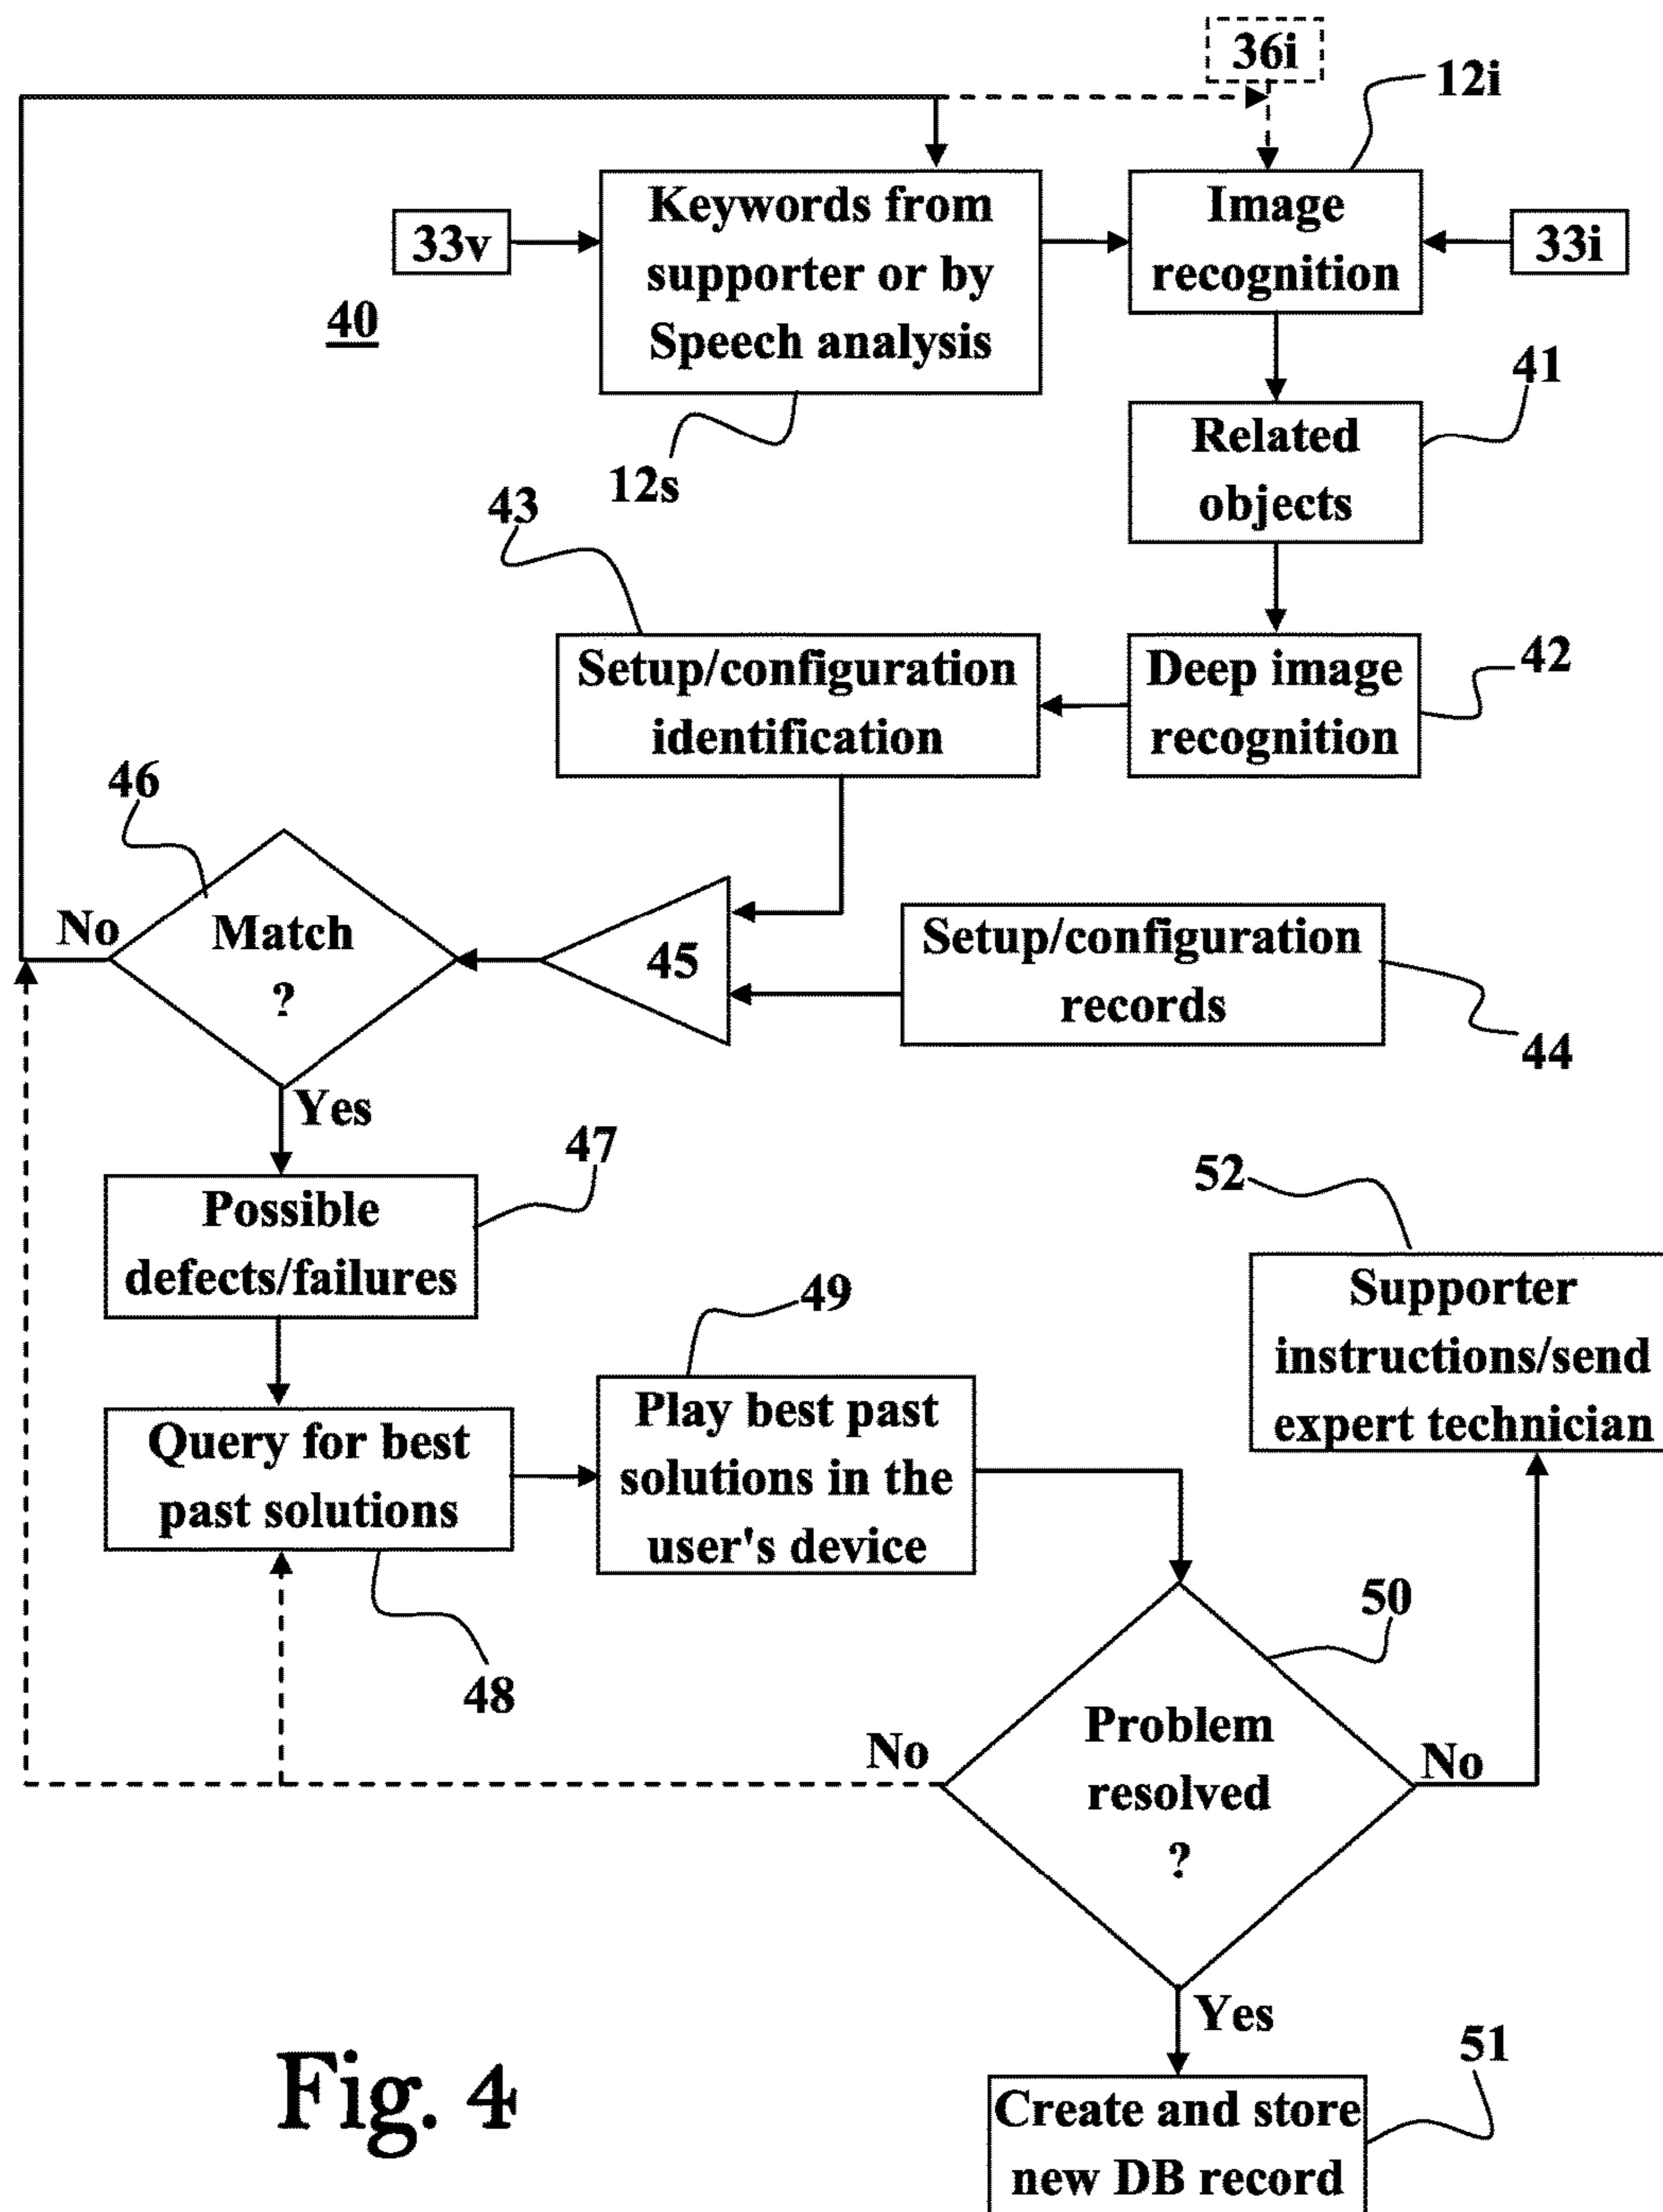 36i
12i
Keywords from
supporter or by
Speech analysis
Image
recognition
33v
33i
40
12s
41
Related
objects
43
Setup/configuration
identification
Deep image
recognition
42
46
No
Match
?
45
Setup/configuration
records
44
Yes
47
Possible
defects/failures
52
Supporter
instructions/send
expert technician
49
Play best past
solutions in the
user's device
Query for best
past solutions
48
50
No
Problem
resolved
?
No
Yes
51
Create and store
new DB record
Fig. 4